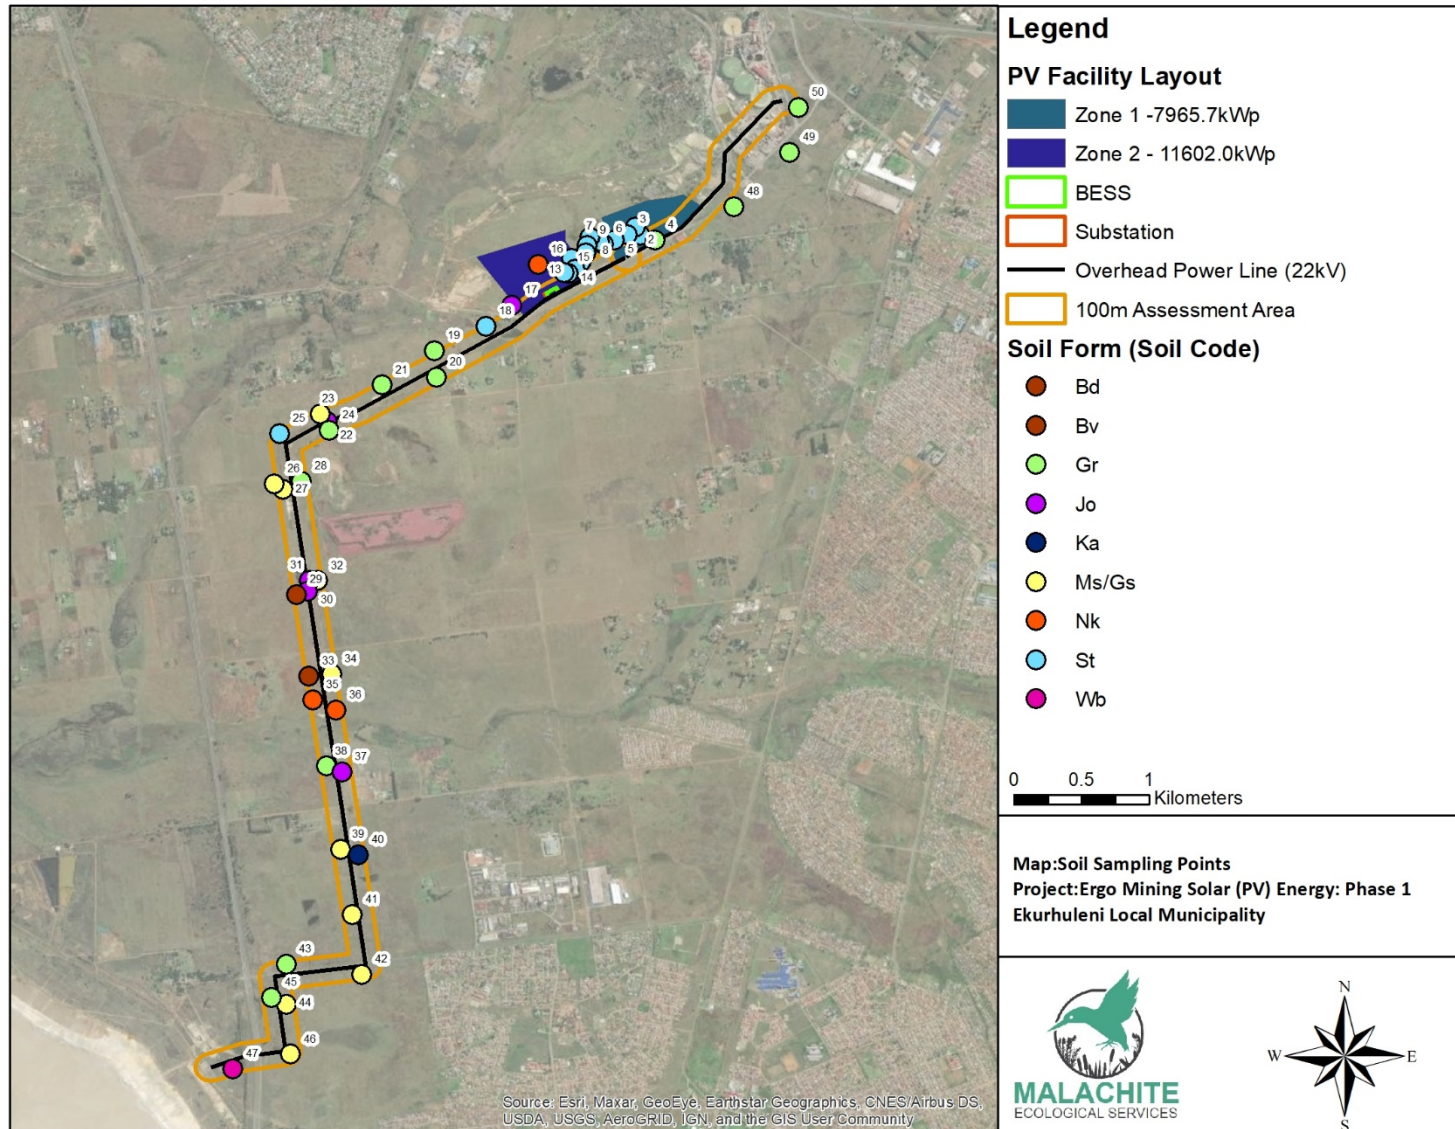 50
49
48
3
4
7
9
6
2
5
8
16
15
13
14
17
18
19
20
21
23
24
22
25
28
26
27
31
32
29
30
33
34
35
36
38
37
39
40
41
43
42
45
44
46
47
Source: Esri, Maxar, GeoEye, Earthstar Geographics, CNES/Airbus DS,
USDA, USGS, AeroGRID, IGN, and the GIS User Community
Legend
PV Facility Layout
Zone 1 -7965.7kWp
Zone 2 - 11602.0kWp
BESS
Substation
Overhead Power Line (22kV)
100m Assessment Area
Soil Form (Soil Code)
Bd
Bv
Gr
Jo
Ka
Ms/Gs
Nk
St
Wb
0 0.5 1
Kilometers
Map:Soil Sampling Points
Project:Ergo Mining Solar (PV) Energy: Phase 1
Ekurhuleni Local Municipality
MALACHITE
ECOLOGICAL SERVICES
N
W E
S